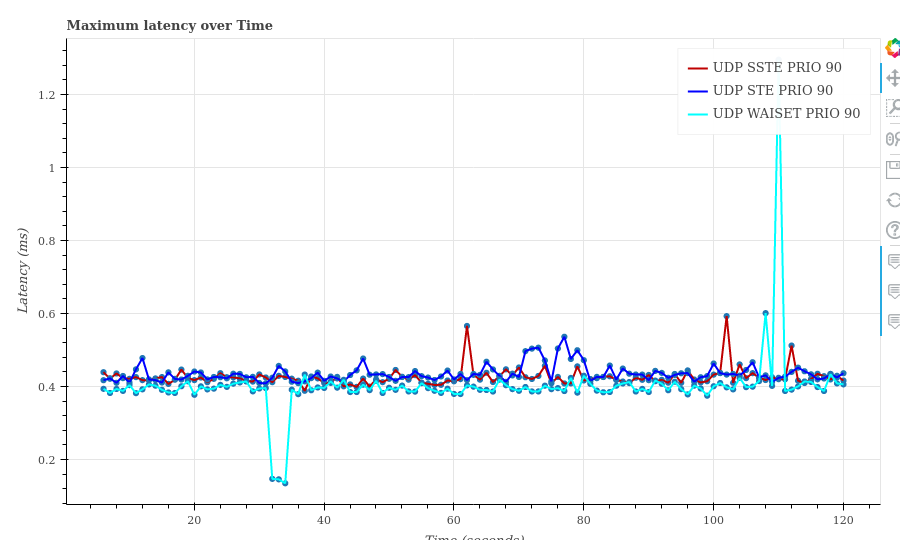 Maximum latency over Time
UDP SSTE PRIO 90
UDP STE PRIO 90
UDP WAISET PRIO 90
1.2
1
0.8
0.6
0.4
0.2
Latency (ms)
20
40
60
80
100
120
Time (seconds)